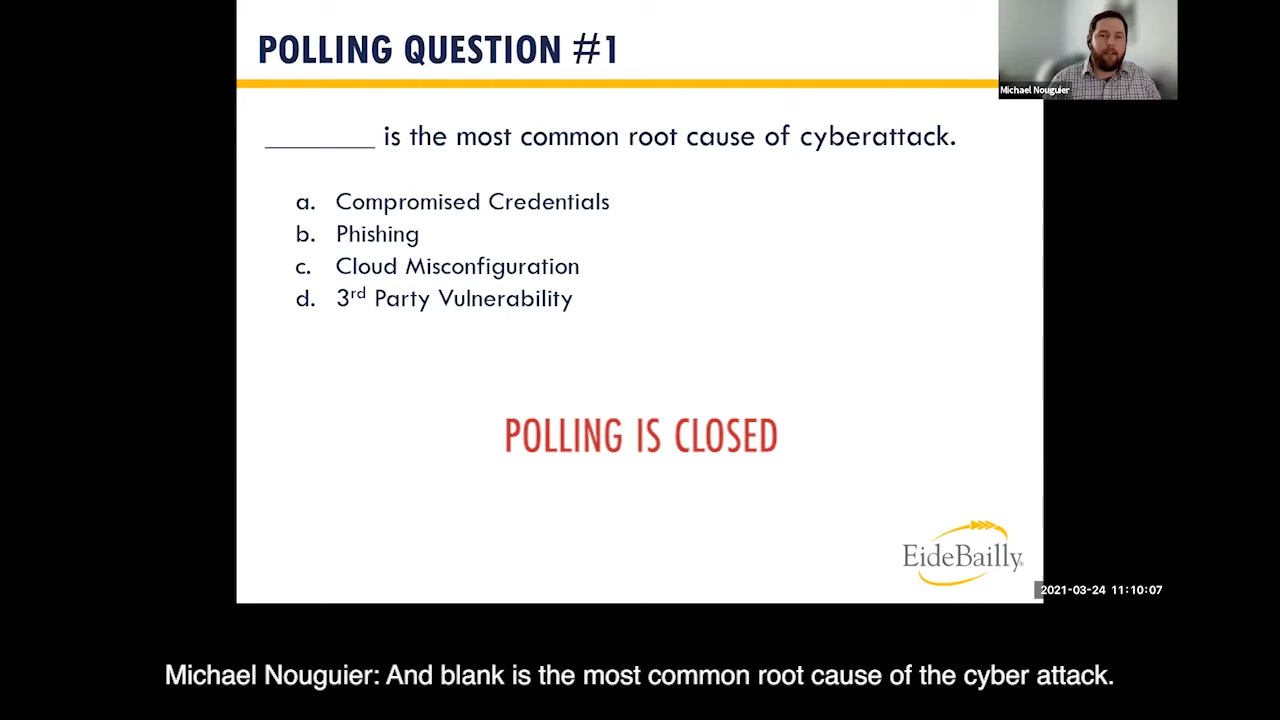 POLLING QUESTION #1
Michael Nouguier
________ is the most common root cause of cyberattack.
a. Compromised Credentials
b. Phishing
c. Cloud Misconfiguration
d. 3rd Party Vulnerability
POLLING IS CLOSED
EideBailly®
2021-03-24 11:10:07
Michael Nouguier: And blank is the most common root cause of the cyber attack.